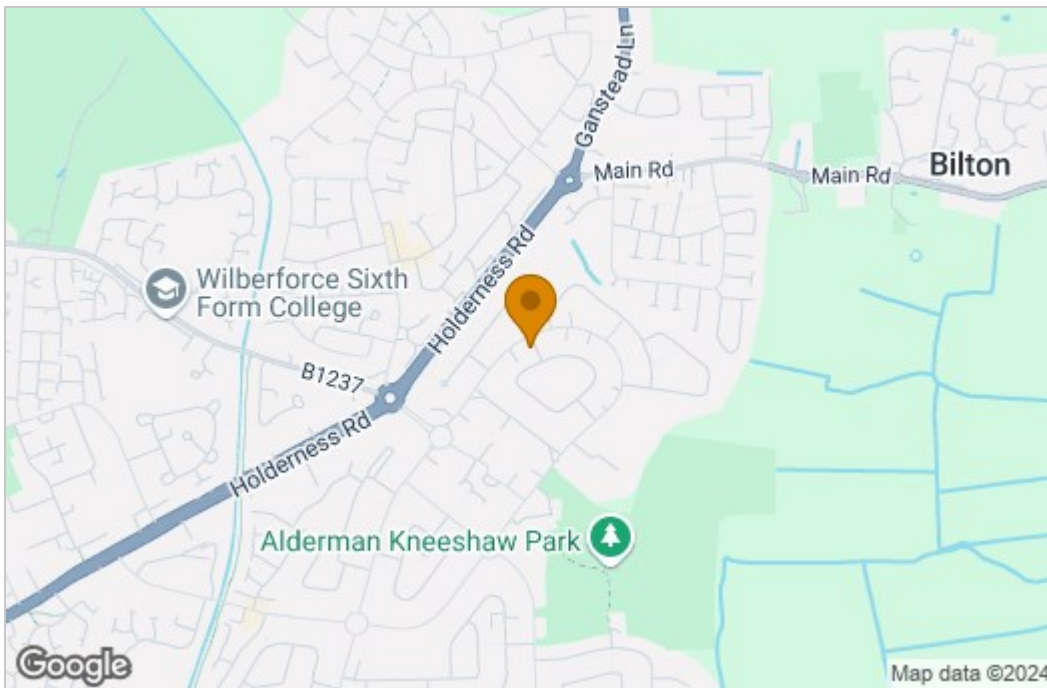 Ganstead Ln
Main Rd
Main Rd
Bilton
Holderness Rd
Wilberforce Sixth
Form College
B1237
Holderness Rd
Alderman Kneeshaw Park
Google
Map data ©2024